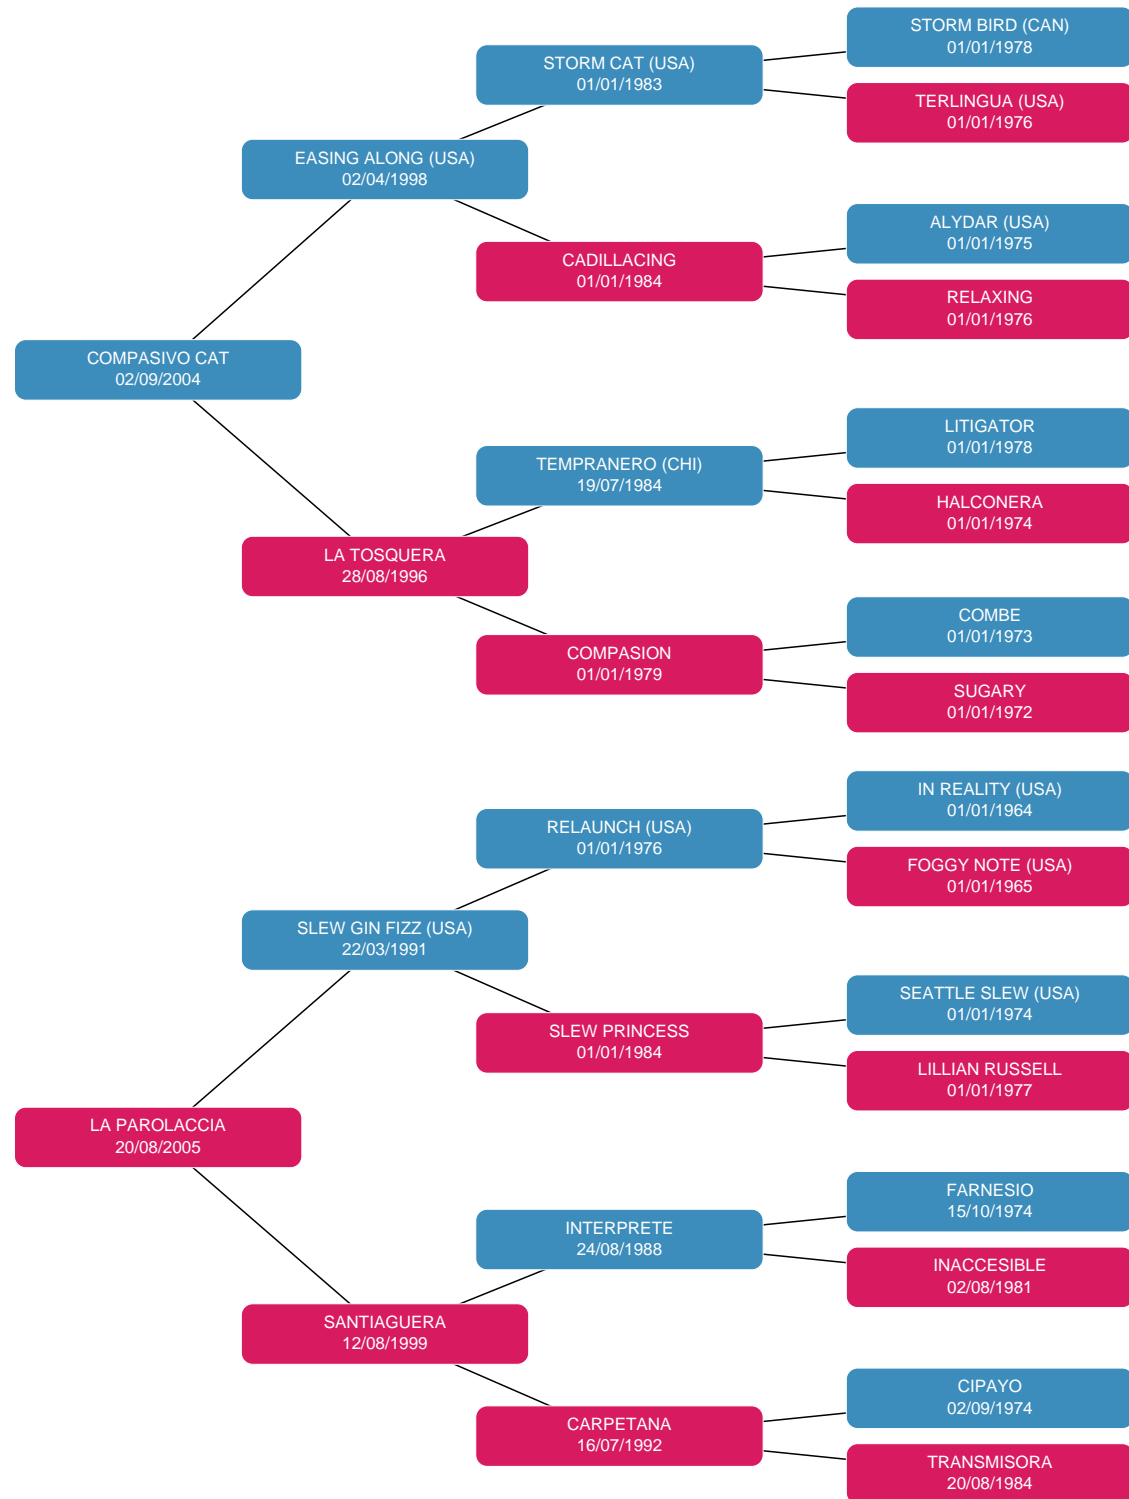 STORM BIRD (CAN)
01/01/1978
STORM CAT (USA)
01/01/1983
TERLINGUA (USA)
01/01/1976
EASING ALONG (USA)
02/04/1998
ALYDAR (USA)
01/01/1975
CADILLACING
01/01/1984
RELAXING
01/01/1976
COMPASIVO CAT
02/09/2004
LITIGATOR
01/01/1978
TEMPRANERO (CHI)
19/07/1984
HALCONERA
01/01/1974
LA TOSQUERA
28/08/1996
COMBE
01/01/1973
COMPASION
01/01/1979
SUGARY
01/01/1972
IN REALITY (USA)
01/01/1964
RELAUNCH (USA)
01/01/1976
FOGGY NOTE (USA)
01/01/1965
SLEW GIN FIZZ (USA)
22/03/1991
SEATTLE SLEW (USA)
01/01/1974
SLEW PRINCESS
01/01/1984
LILLIAN RUSSELL
01/01/1977
LA PAROLACCIA
20/08/2005
FARNESIO
15/10/1974
INTERPRETE
24/08/1988
INACCESIBLE
02/08/1981
SANTIAGUERA
12/08/1999
CIPAYO
02/09/1974
CARPETANA
16/07/1992
TRANSMISORA
20/08/1984